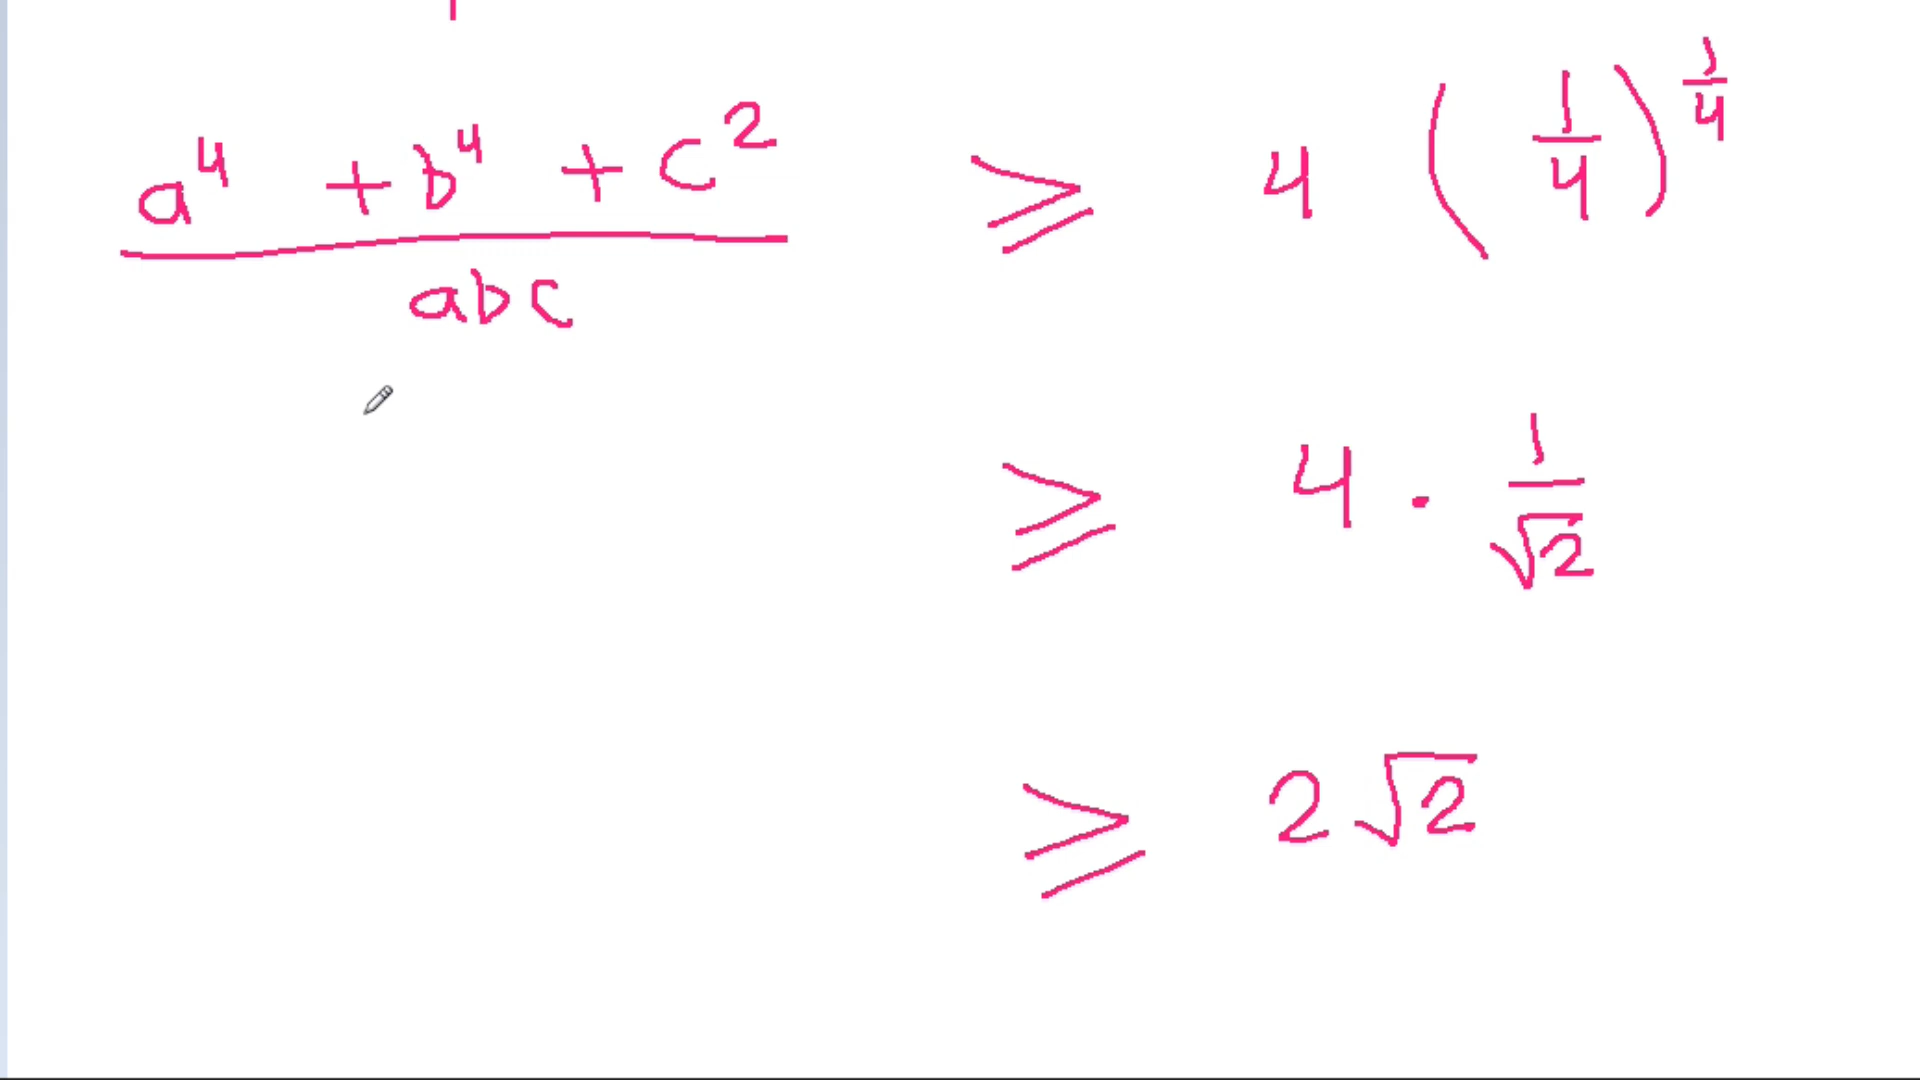 a⁴ + b⁴ + c² / abc ≥ 4 (1/4)^1/4
≥ 4 · 1/√2
≥ 2√2